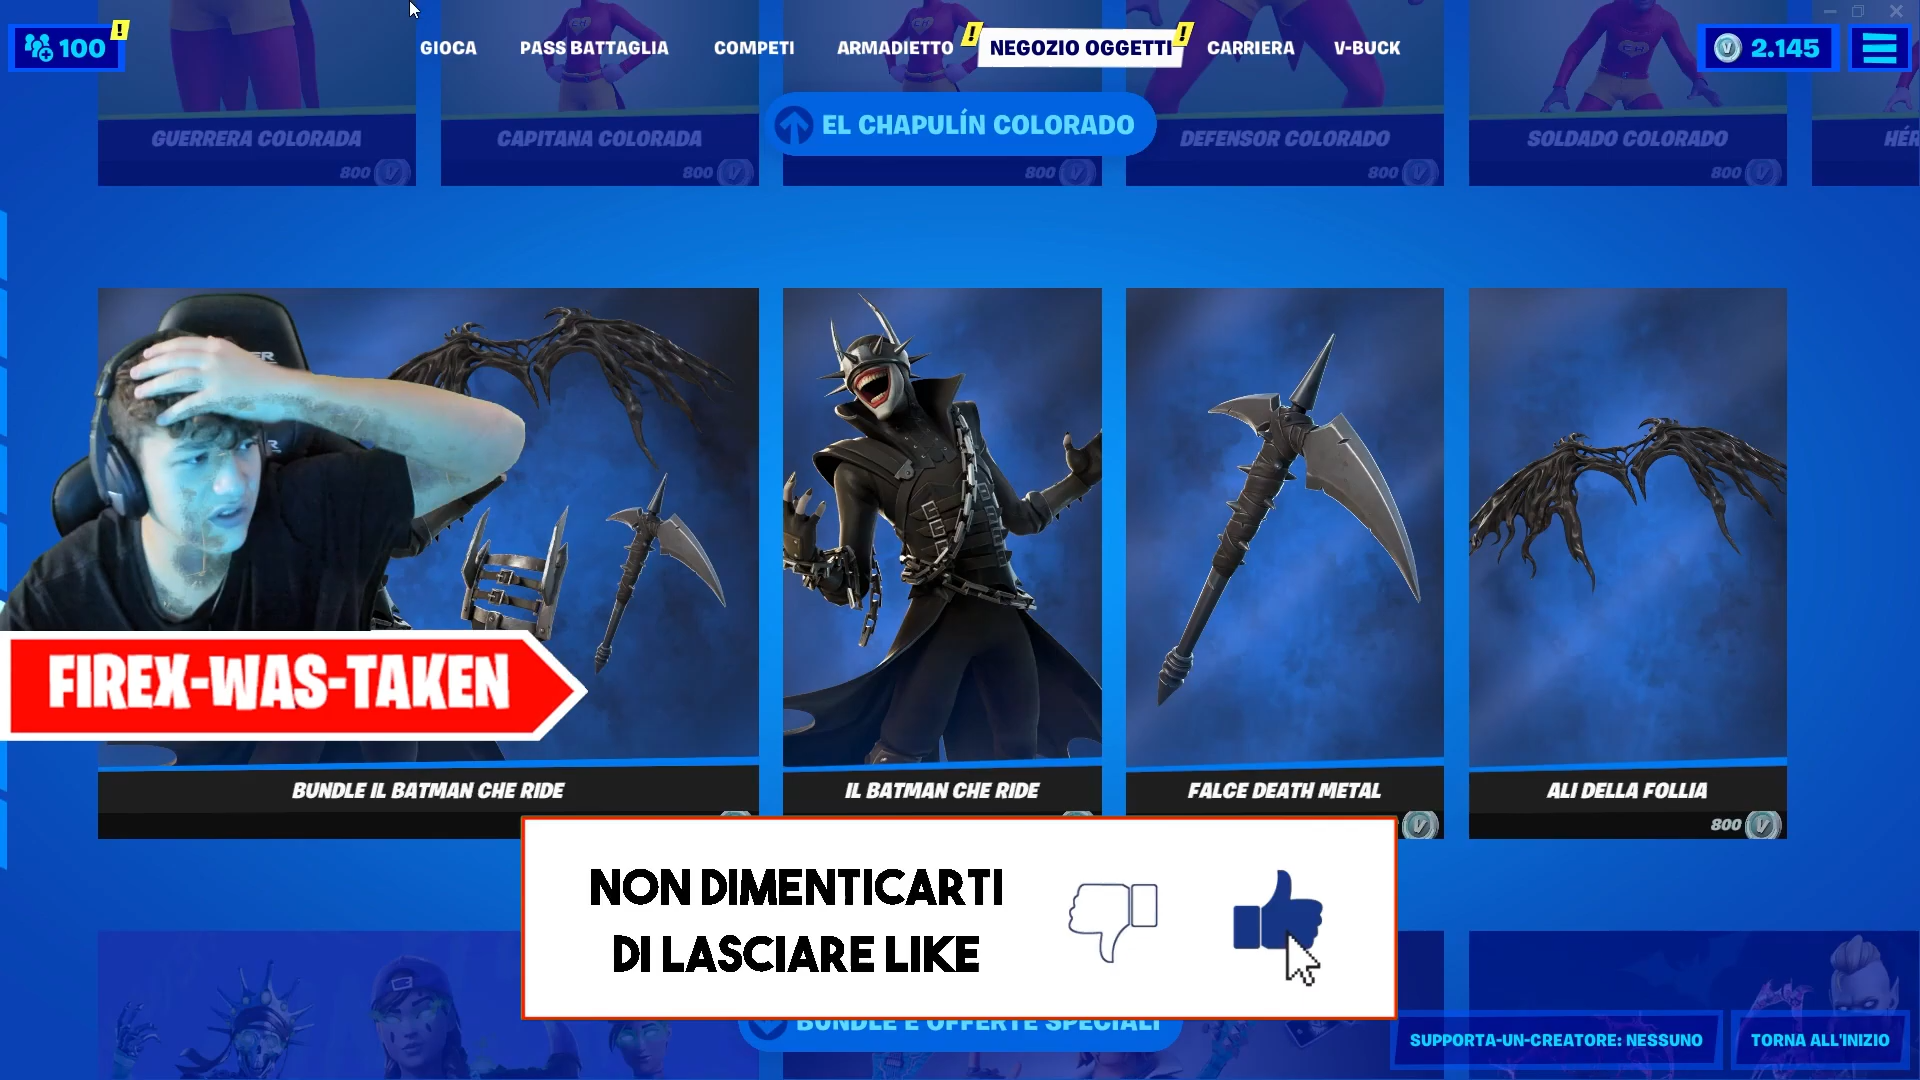 100
!
GIOCA
PASS BATTAGLIA
COMPETI
ARMADIETTO
!
NEGOZIO OGGETTI
!
CARRIERA
V-BUCK
2.145
EL CHAPULÍN COLORADO
GUERRERA COLORADA
CAPITANA COLORADA
DEFENSOR COLORADO
SOLDADO COLORADO
800
800
800
800
800
FIREX-WAS-TAKEN
BUNDLE IL BATMAN CHE RIDE
IL BATMAN CHE RIDE
FALCE DEATH METAL
ALI DELLA FOLLIA
800
NON DIMENTICARTI
DI LASCIARE LIKE
BUNDLE E OFFERTE SPECIALI
SUPPORTA-UN-CREATORE: NESSUNO
TORNA ALL'INIZIO